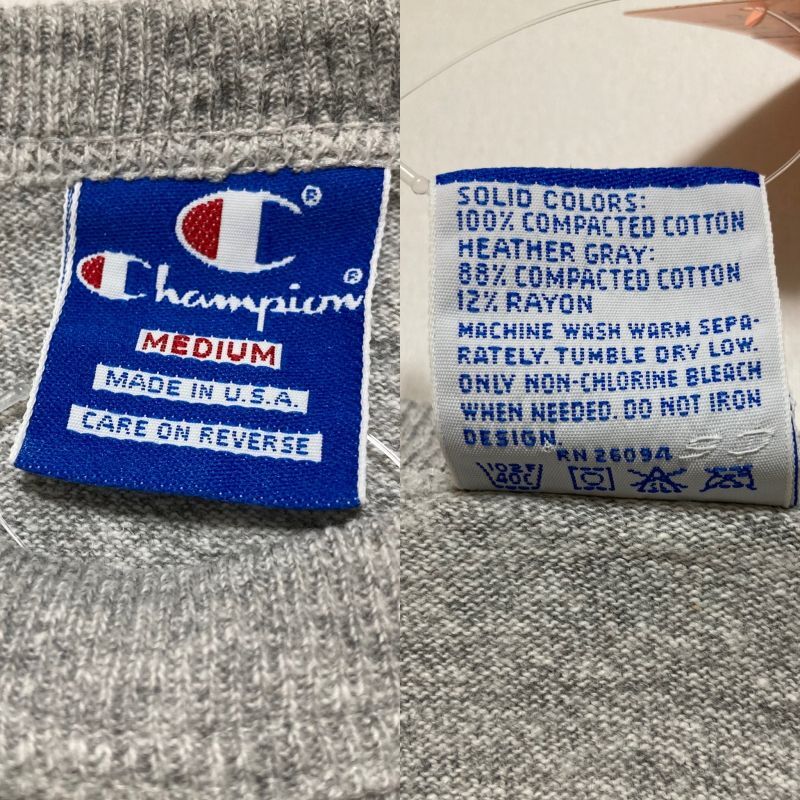 ®
Champion®
MEDIUM
MADE IN U.S.A.
CARE ON REVERSE
SOLID COLORS:
100% COMPACTED COTTON
HEATHER GRAY:
88% COMPACTED COTTON
12% RAYON
MACHINE WASH WARM SEPA-
RATELY. TUMBLE DRY LOW.
ONLY NON-CHLORINE BLEACH
WHEN NEEDED. DO NOT IRON
DESIGN.
RN 26094
102F
40C